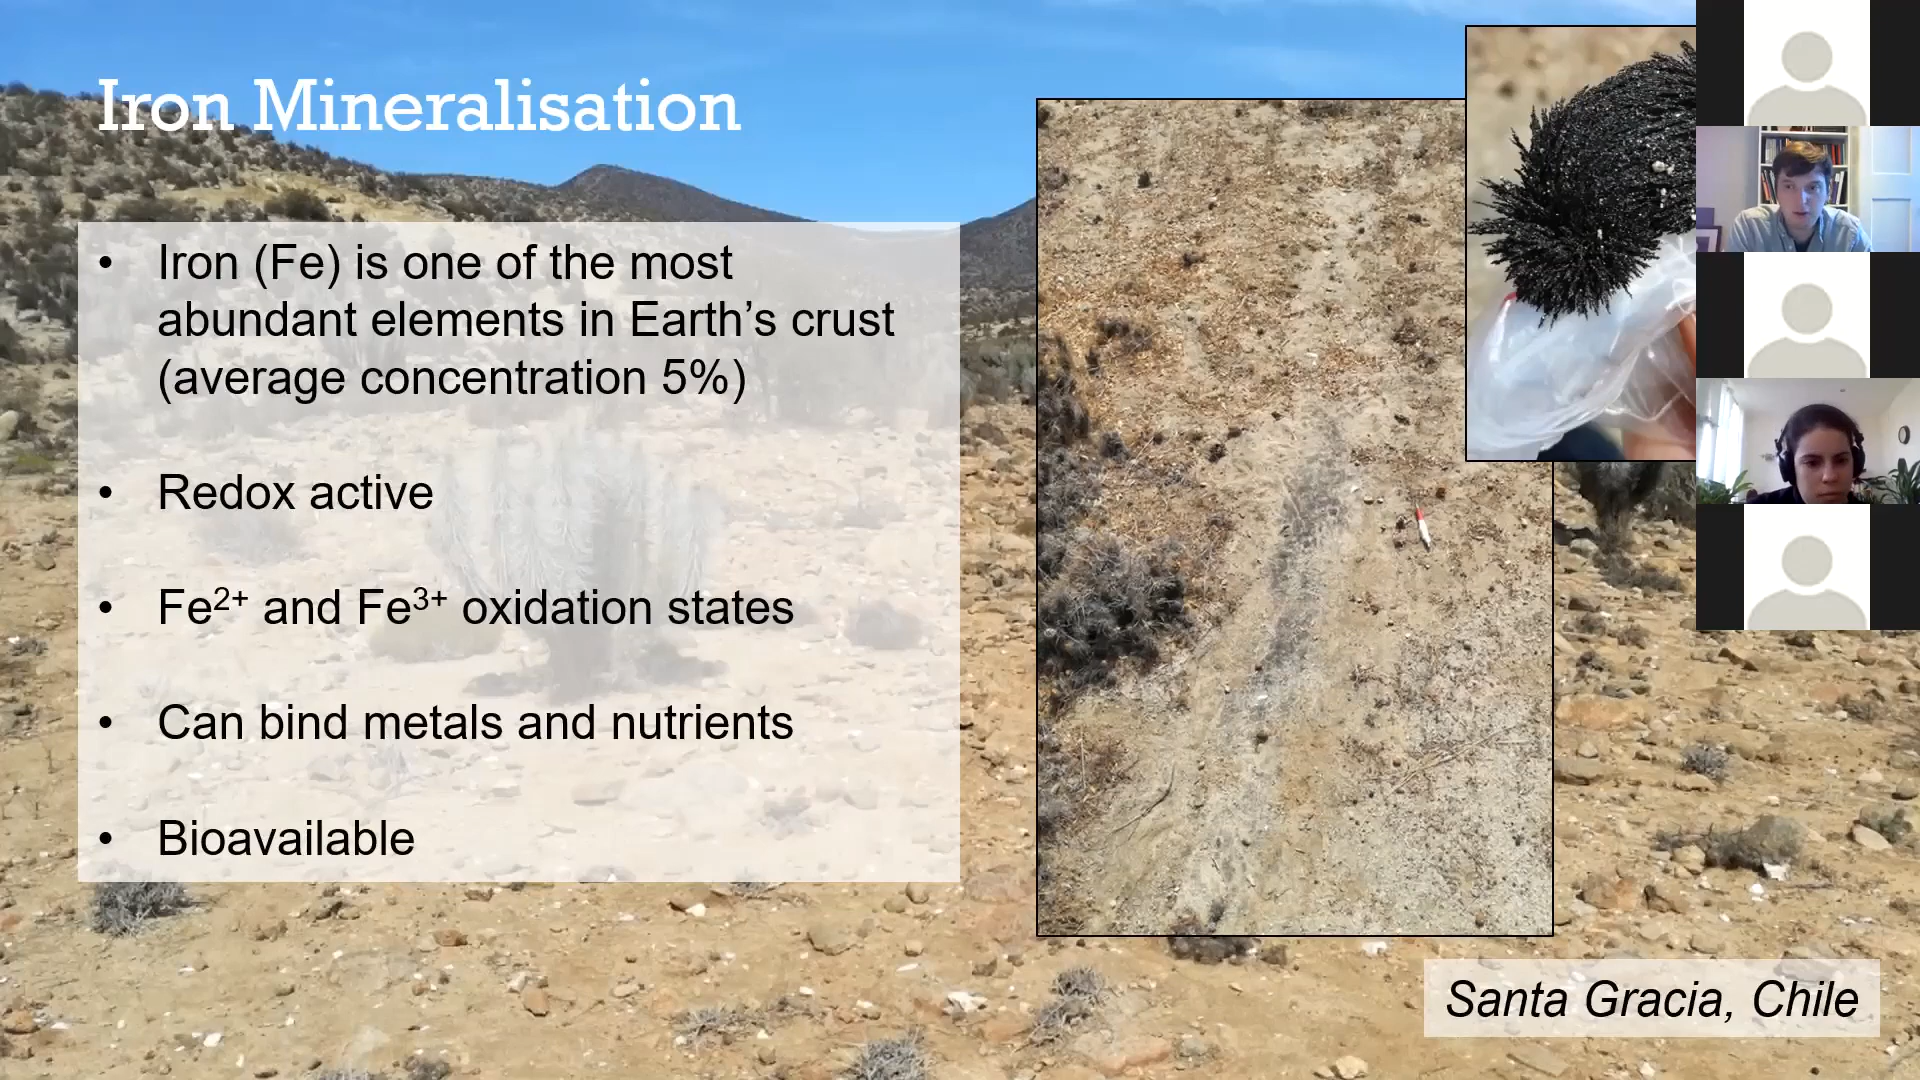 Iron Mineralisation
• Iron (Fe) is one of the most
abundant elements in Earth’s crust
(average concentration 5%)
• Redox active
• Fe²⁺ and Fe³⁺ oxidation states
• Can bind metals and nutrients
• Bioavailable
Santa Gracia, Chile